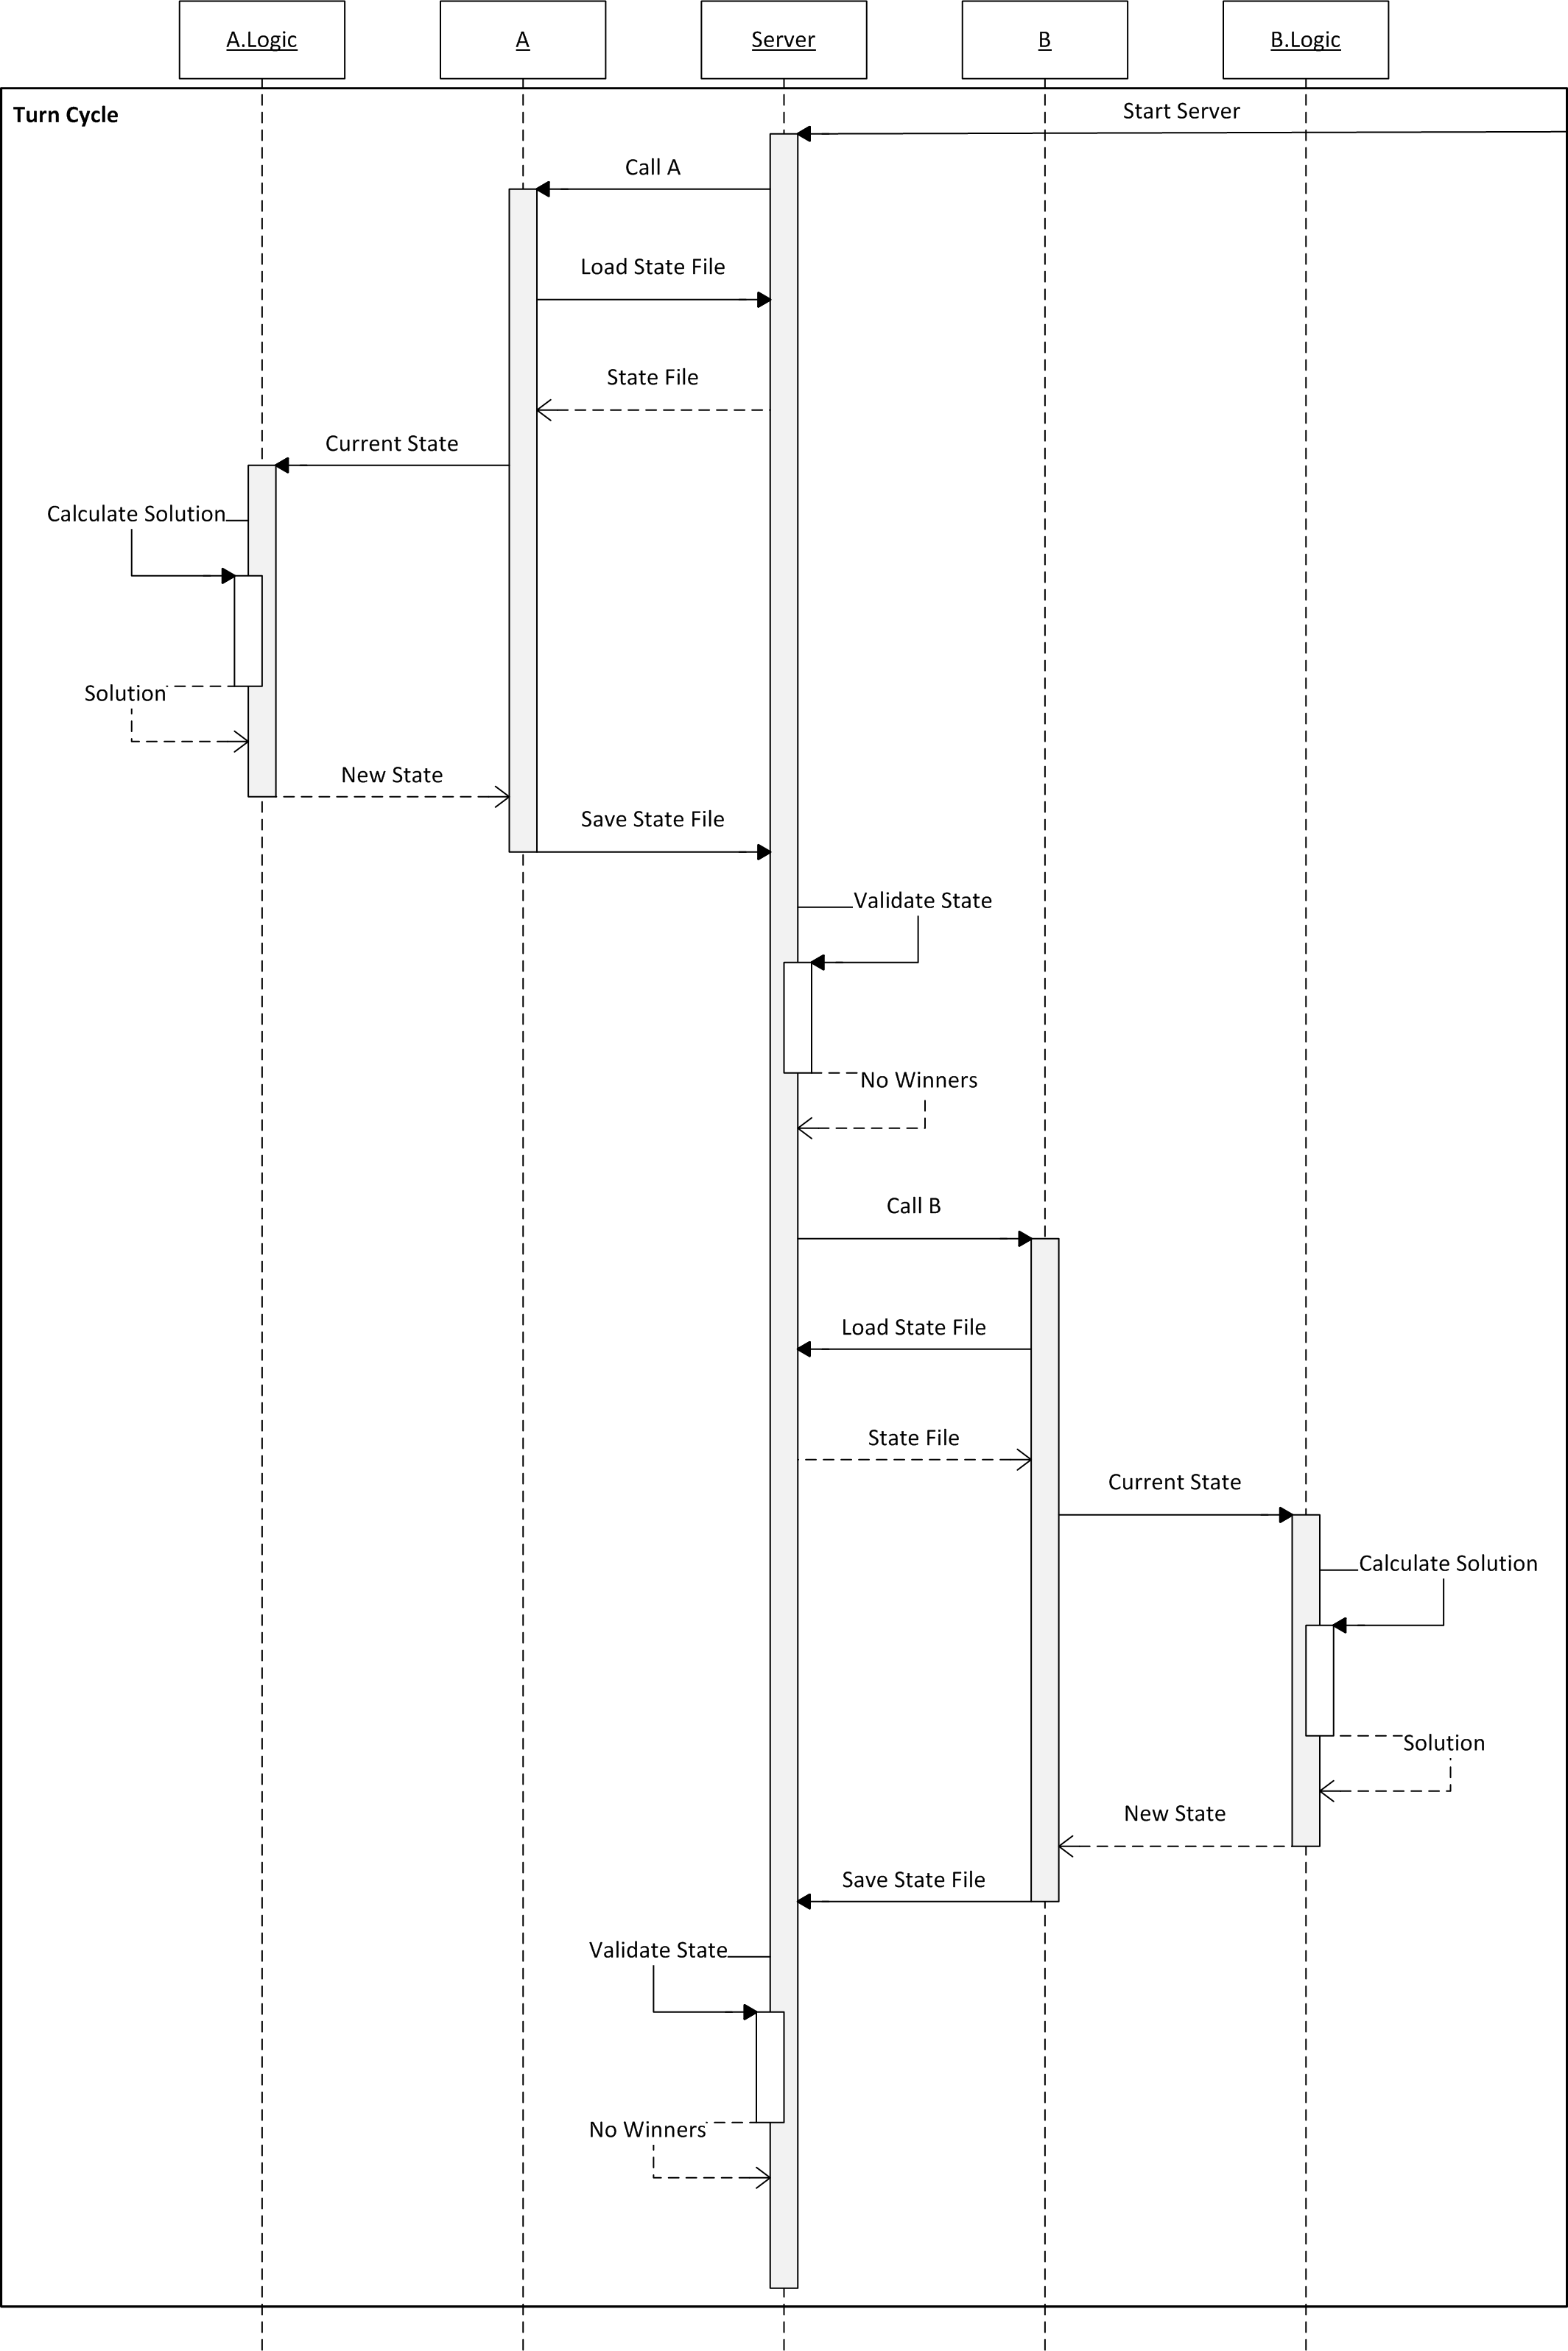 A.Logic
A
Server
B
B.Logic
Turn Cycle
Start Server
Call A
Load State File
State File
Current State
Calculate Solution
Solution
New State
Save State File
Validate State
No Winners
Call B
Load State File
State File
Current State
Calculate Solution
Solution
New State
Save State File
Validate State
No Winners